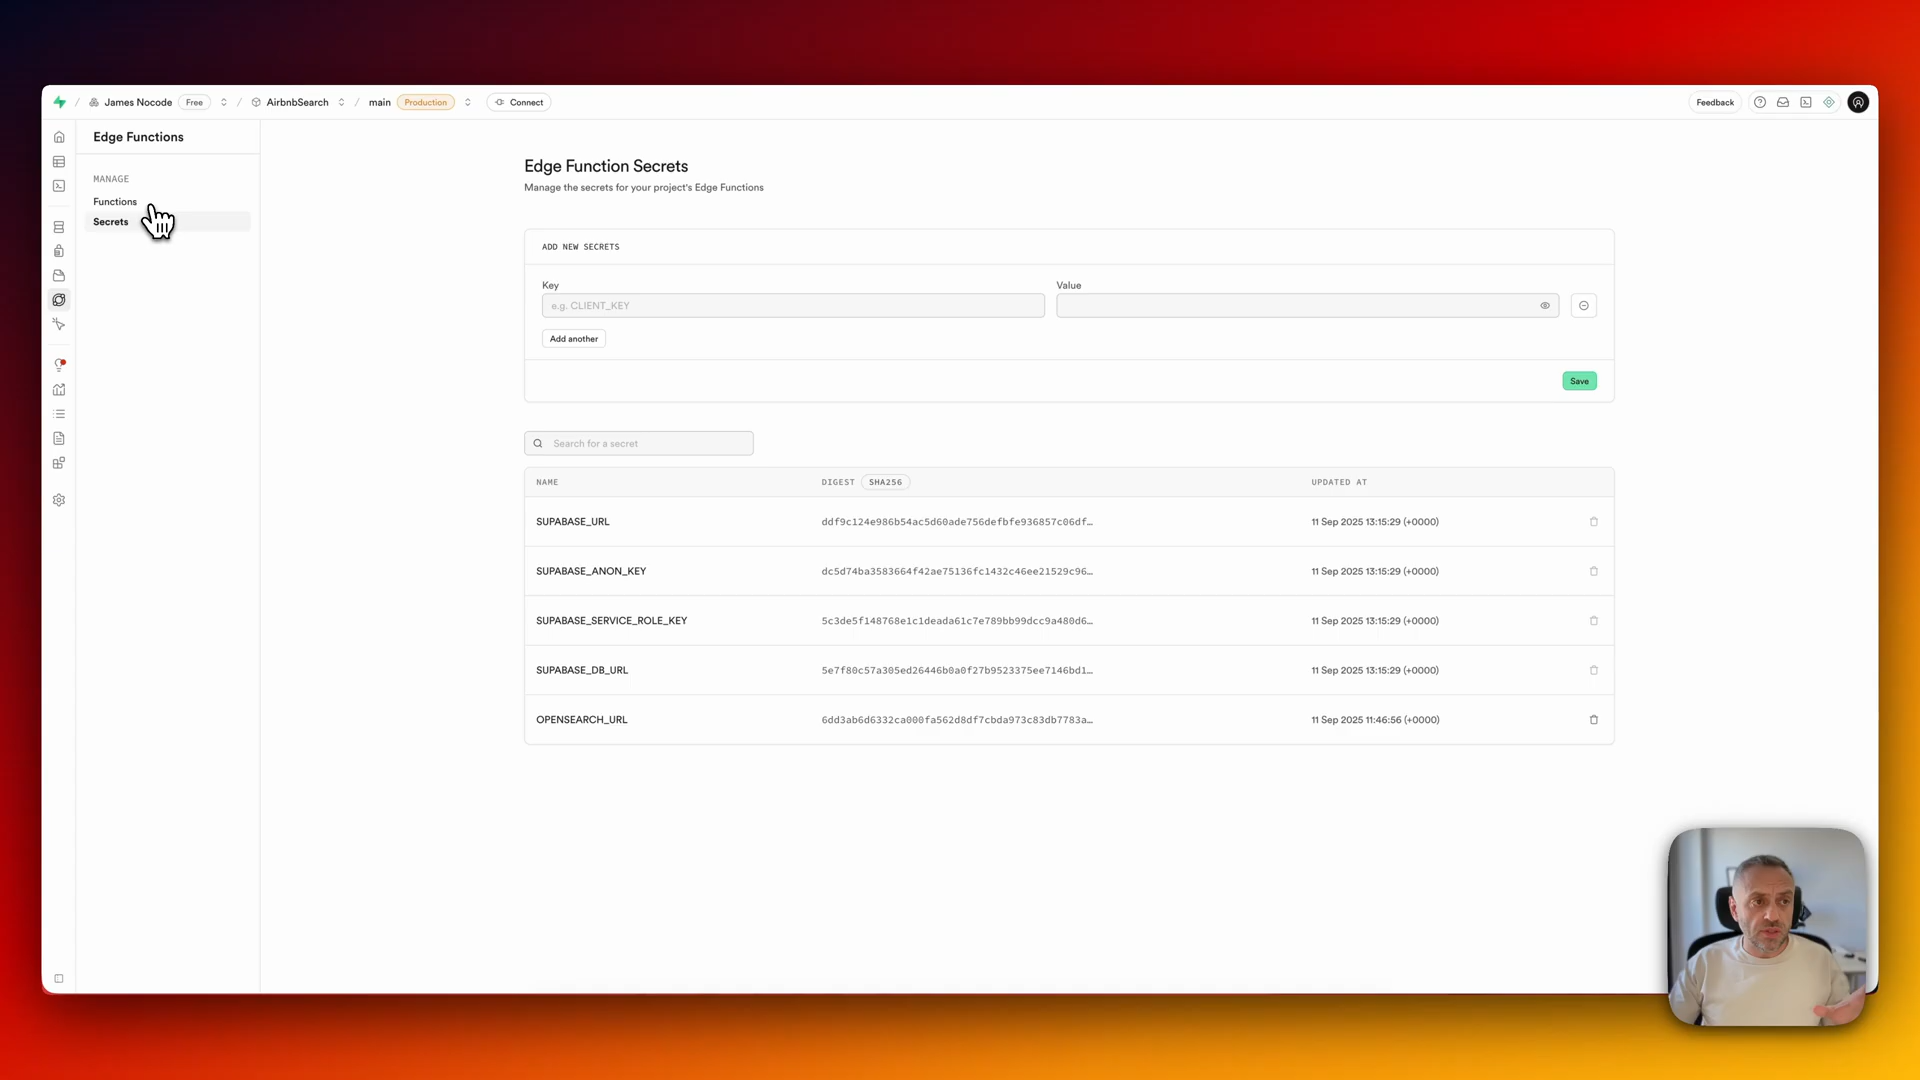 / James Nocode Free / AirbnbSearch / main Production Connect Feedback
Edge Functions
MANAGE
Functions
Secrets
Edge Function Secrets
Manage the secrets for your project's Edge Functions
ADD NEW SECRETS
Key Value
e.g. CLIENT_KEY
Add another
Save
Search for a secret
NAME DIGEST SHA256 UPDATED AT
SUPABASE_URL ddf9c124e986b54ac5d60ade756defbfe936857c06df… 11 Sep 2025 13:15:29 (+0000)
SUPABASE_ANON_KEY dc5d74ba3583664f42ae75136fc1432c46ee21529c96… 11 Sep 2025 13:15:29 (+0000)
SUPABASE_SERVICE_ROLE_KEY 5c3de5f148768e1c1deada61c7e789bb99dcc9a480d6… 11 Sep 2025 13:15:29 (+0000)
SUPABASE_DB_URL 5e7f80c57a305ed26446b0a0f27b9523375ee7146bd1… 11 Sep 2025 13:15:29 (+0000)
OPENSEARCH_URL 6dd3ab6d6332ca000fa562d8df7cbda973c83db7783a… 11 Sep 2025 11:46:56 (+0000)